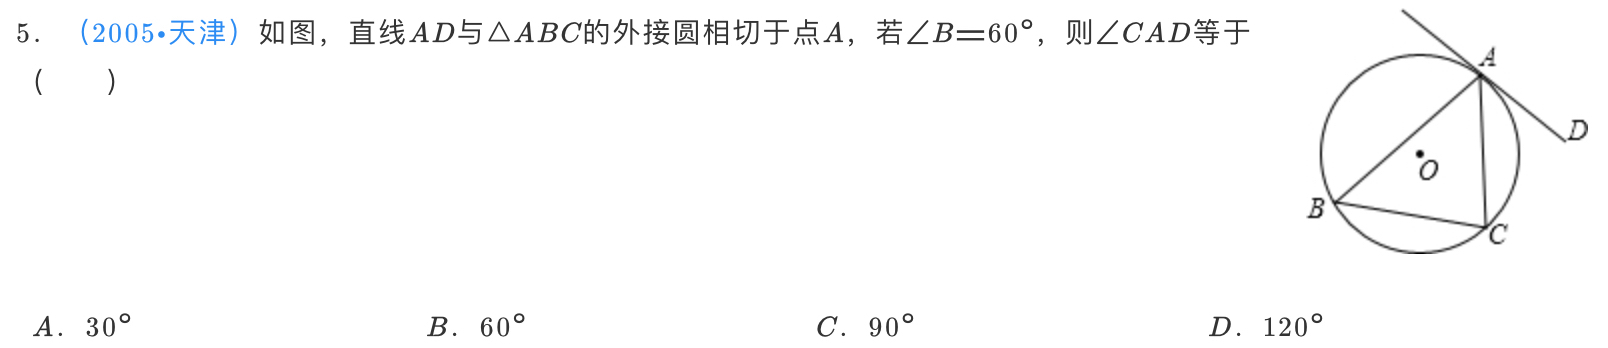 5. （2005•天津）如图，直线AD与△ABC的外接圆相切于点A，若∠B=60°，则∠CAD等于
(    )
A
D
O
B
C
A. 30°  B. 60°  C. 90°  D. 120°